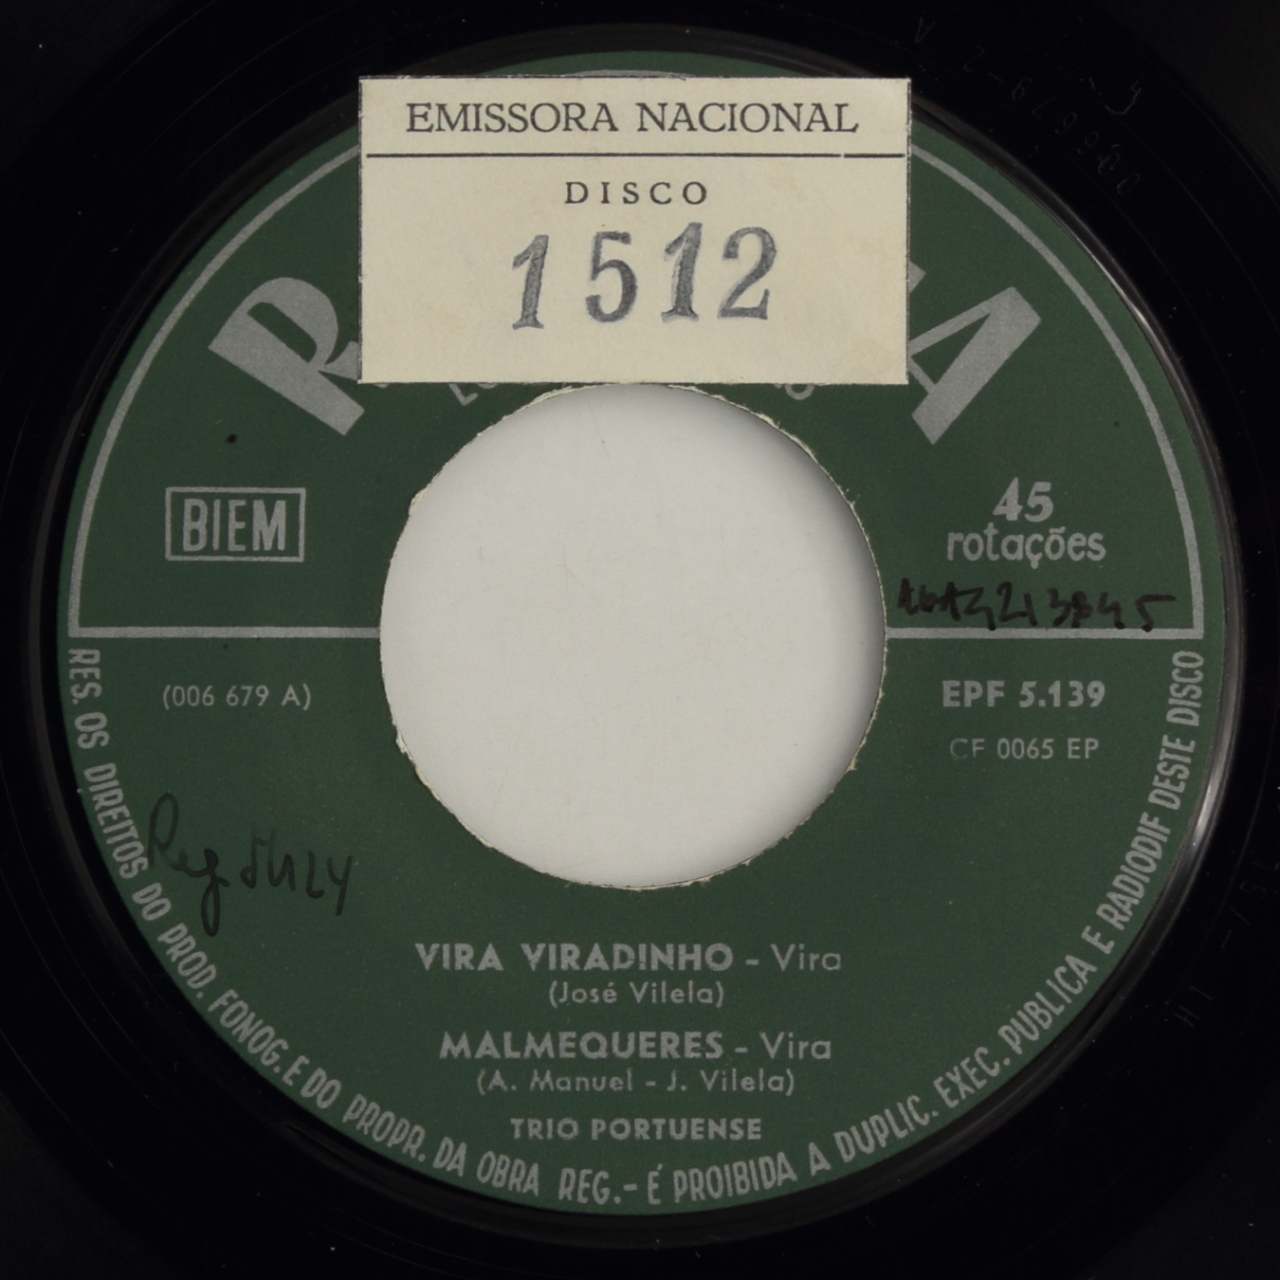 EMISSORA NACIONAL
DISCO
1512
BIEM
45
rotações
(006 679 A)
EPF 5.139
CF 0065 EP
VIRA VIRADINHO - Vira
(José Vilela)
MALMEQUERES - Vira
(A. Manuel - J. Vilela)
TRIO PORTUENSE
RES. OS DIREITOS DO PROD. FONOG. E DO PROPR. DA OBRA REG.- É PROIBIDA A DUPLIC. EXEC. PUBLICA E RADIODIF DESTE DISCO